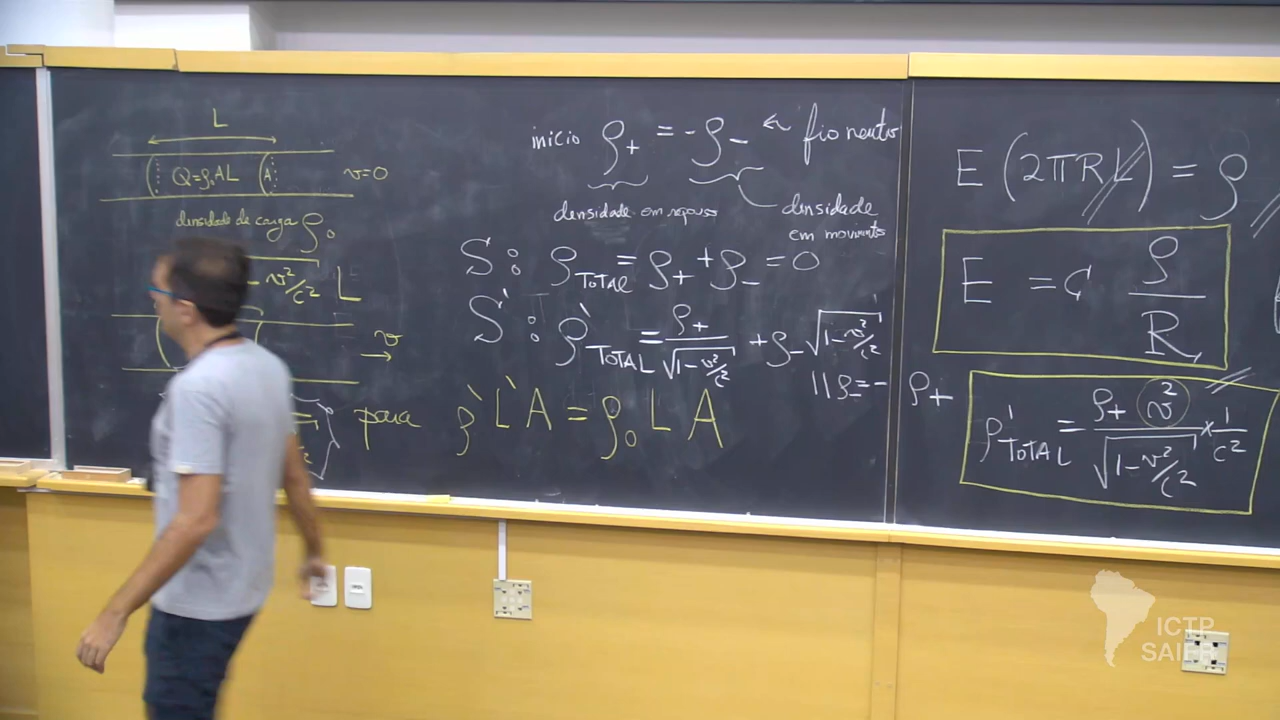 L
Q=ρ₀AL
A
v=0
densidade de carga ρ₀
v²/c² L
v
para
ρ'L'A = ρ₀LA
início ρ₊ = -ρ₋ ← fio neutro
densidade em repouso
densidade
em movimento
S: ρ_TOTAL = ρ₊ + ρ₋ = 0
S': ρ'_TOTAL = ρ₊/√(1-v²/c²) + ρ₋√(1-v²/c²)
ρ₋ = -ρ₊
E (2πRL) = ρ
E = ¢ ρ/R
ρ'_TOTAL = ρ₊ v²/√(1-v²/c²) × 1/c²
ICTP
SAIFR